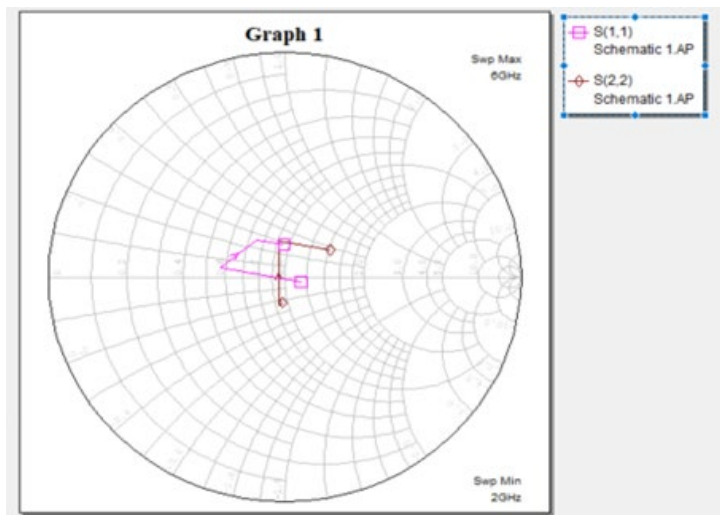 Graph 1
Swp Max
6GHz
S(1,1)
Schematic 1.AP
S(2,2)
Schematic 1.AP
Swp Min
2GHz